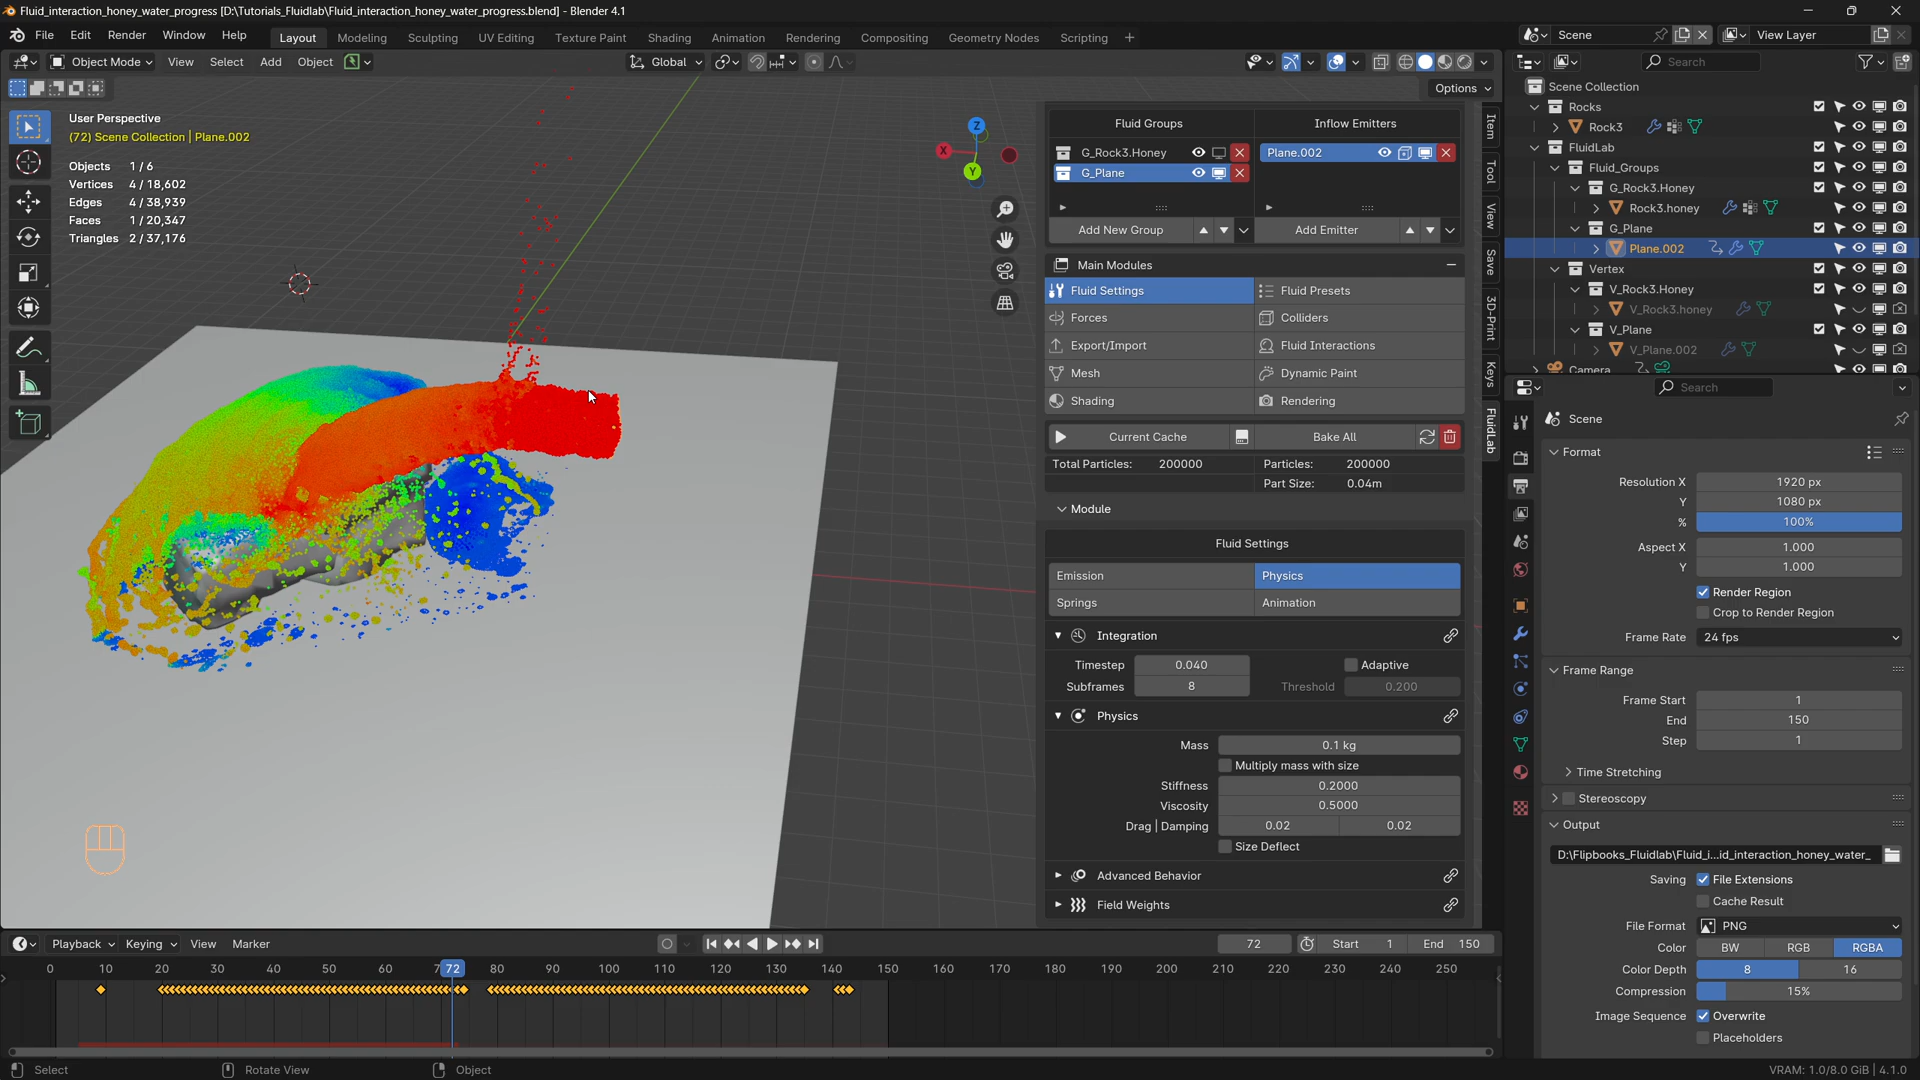 Fluid_interaction_honey_water_progress [D:\Tutorials_Fluidlab\Fluid_interaction_honey_water_progress.blend] - Blender 4.1
File Edit Render Window Help Layout Modeling Sculpting UV Editing Texture Paint Shading Animation Rendering Compositing Geometry Nodes Scripting + Scene View Layer
Object Mode View Select Add Object Global Search
Options
User Perspective
(72) Scene Collection | Plane.002
Objects 1/6
Vertices 4/18,602
Edges 4/38,939
Faces 1/20,347
Triangles 2/37,176
Z
X
Y
Fluid Groups Inflow Emitters
G_Rock3.Honey Plane.002
G_Plane
Add New Group Add Emitter
Main Modules
Fluid Settings Fluid Presets
Forces Colliders
Export/Import Fluid Interactions
Mesh Dynamic Paint
Shading Rendering
Current Cache Bake All
Total Particles: 200000 Particles: 200000
Part Size: 0.04m
Module
Fluid Settings
Emission Physics
Springs Animation
Integration
Timestep 0.040 Adaptive
Subframes 8 Threshold 0.200
Physics
Mass 0.1 kg
Multiply mass with size
Stiffness 0.2000
Viscosity 0.5000
Drag | Damping 0.02 0.02
Size Deflect
Advanced Behavior
Field Weights
Item
Tool
View
Save
3D-Print
Keys
FluidLab
Scene Collection
Rocks
Rock3
FluidLab
Fluid_Groups
G_Rock3.Honey
Rock3.honey
G_Plane
Plane.002
Vertex
V_Rock3.Honey
V_Rock3.honey
V_Plane
V_Plane.002
Camera
Search
Scene
Format
Resolution X 1920 px
Y 1080 px
% 100%
Aspect X 1.000
Y 1.000
Render Region
Crop to Render Region
Frame Rate 24 fps
Frame Range
Frame Start 1
End 150
Step 1
Time Stretching
Stereoscopy
Output
D:\Flipbooks_Fluidlab\Fluid_i...id_interaction_honey_water_
Saving File Extensions
Cache Result
File Format PNG
Color BW RGB RGBA
Color Depth 8 16
Compression 15%
Image Sequence Overwrite
Placeholders
Playback Keying View Marker 72 Start 1 End 150
0 10 20 30 40 50 60 7 72 80 90 100 110 120 130 140 150 160 170 180 190 200 210 220 230 240 250
Select Rotate View Object VRAM: 1.0/8.0 GiB | 4.1.0